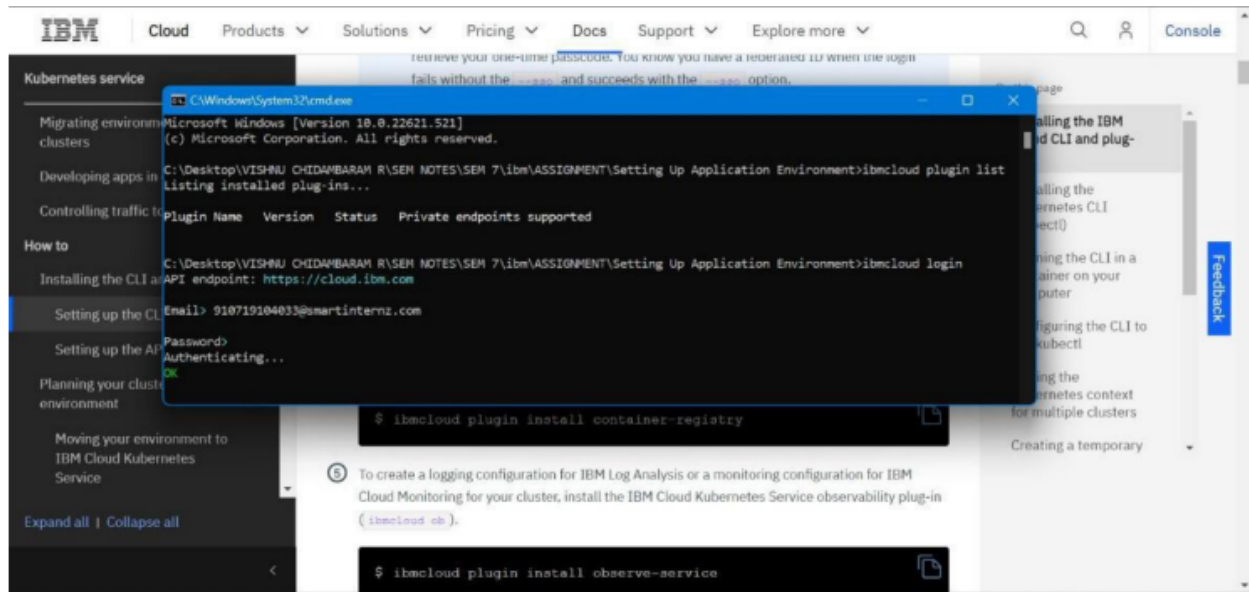 IBM Cloud Products Solutions Pricing Docs Support Explore more Console
Kubernetes service
Migrating environm
clusters
Developing apps in
Controlling traffic to
How to
Installing the CLI a
Setting up the CL
Setting up the AP
Planning your clust
environment
Moving your environment to
IBM Cloud Kubernetes
Service
Expand all | Collapse all
retrieve your one-time passcode. You know you have a federated ID when the login
fails without the --sso and succeeds with the --sso option.
C:\Windows\System32\cmd.exe
Microsoft Windows [Version 10.0.22621.521]
(c) Microsoft Corporation. All rights reserved.
C:\Desktop\VISHNU CHIDAMBARAM R\SEM NOTES\SEM 7\ibm\ASSIGNMENT\Setting Up Application Environment>ibmcloud plugin list
Listing installed plug-ins...
Plugin Name Version Status Private endpoints supported
C:\Desktop\VISHNU CHIDAMBARAM R\SEM NOTES\SEM 7\ibm\ASSIGNMENT\Setting Up Application Environment>ibmcloud login
API endpoint: https://cloud.ibm.com
Email> 910719104033@smartinternz.com
Password>
Authenticating...
OK
$ ibmcloud plugin install container-registry
5 To create a logging configuration for IBM Log Analysis or a monitoring configuration for IBM
Cloud Monitoring for your cluster, install the IBM Cloud Kubernetes Service observability plug-in
(ibmcloud ob).
$ ibmcloud plugin install observe-service
page
alling the IBM
d CLI and plug-
alling the
ernetes CLI
ectl)
ning the CLI in a
ainer on your
puter
figuring the CLI to
kubectl
ing the
ernetes context
for multiple clusters
Creating a temporary
Feedback